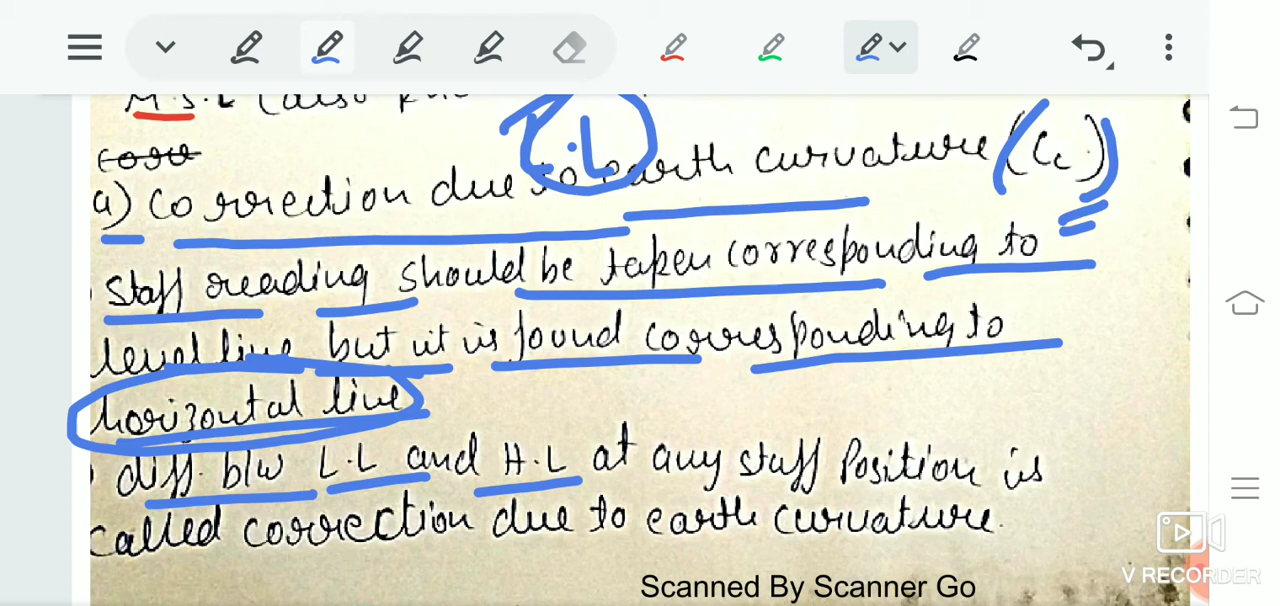 M.S.L (also
L.L
a) Correction due to earth curvature (Cc)
Staff reading should be taken corresponding to
level line but it is found corresponding to
horizontal line
diff. b/w L.L and H.L at any staff Position is
called correction due to earth curvature.
Scanned By Scanner Go
V RECORDER